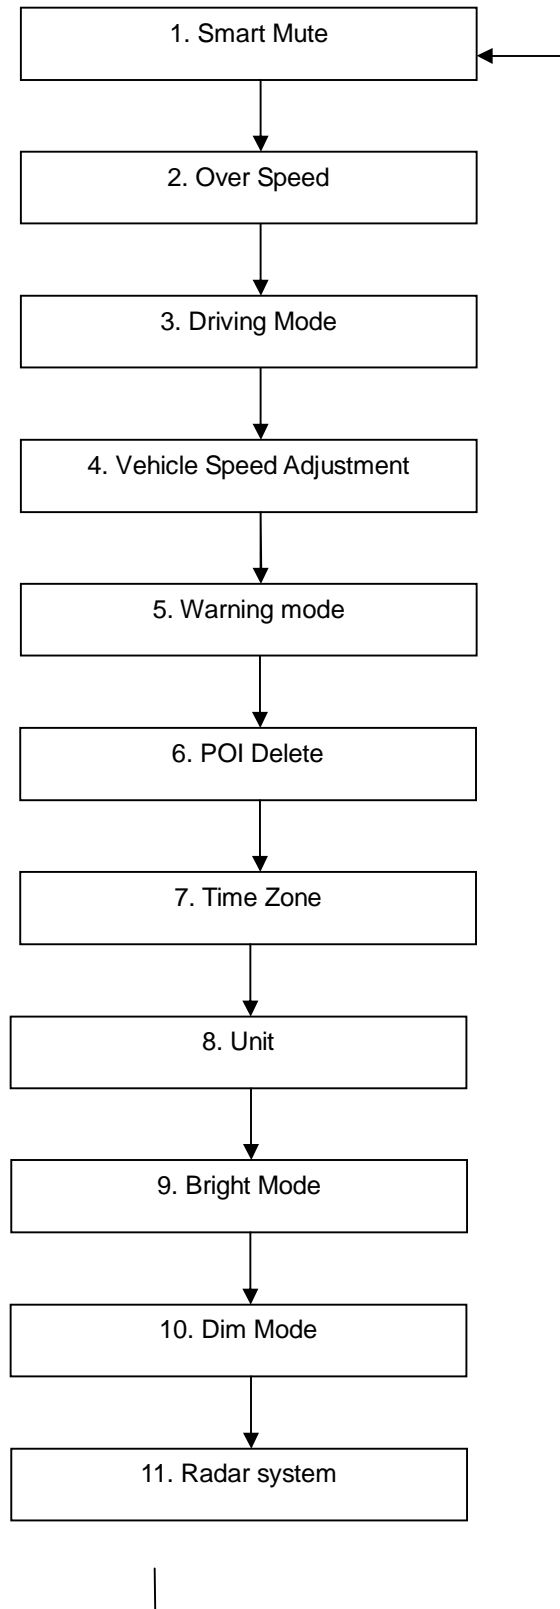 1. Smart Mute
2. Over Speed
3. Driving Mode
4. Vehicle Speed Adjustment
5. Warning mode
6. POI Delete
7. Time Zone
8. Unit
9. Bright Mode
10. Dim Mode
11. Radar system